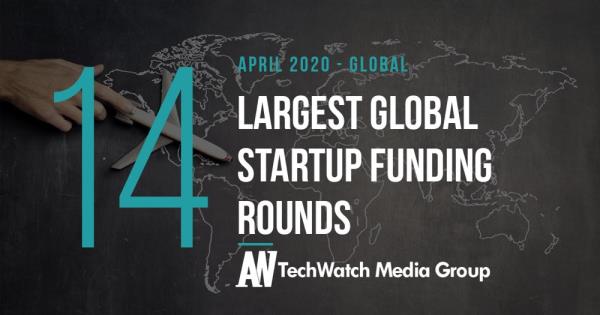 14
APRIL 2020 - GLOBAL
LARGEST GLOBAL
STARTUP FUNDING
ROUNDS
AW TechWatch Media Group